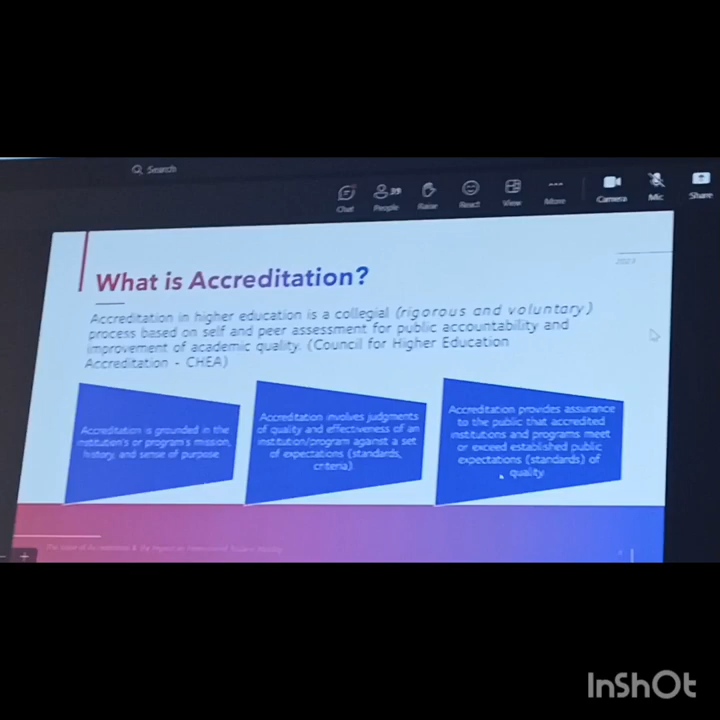 Search
Chat
People
Raise
React
View
More
Camera
Mic
Share
2023
What is Accreditation?
Accreditation in higher education is a collegial (rigorous and voluntary)
process based on self and peer assessment for public accountability and
improvement of academic quality. (Council for Higher Education
Accreditation - CHEA)
Accreditation is grounded in the
institution's or program's mission,
history, and sense of purpose
Accreditation involves judgments
of quality and effectiveness of an
institution/program against a set
of expectations (standards,
criteria)
Accreditation provides assurance
to the public that accredited
institutions and programs meet
or exceed established public
expectations (standards) of
quality
InShOt